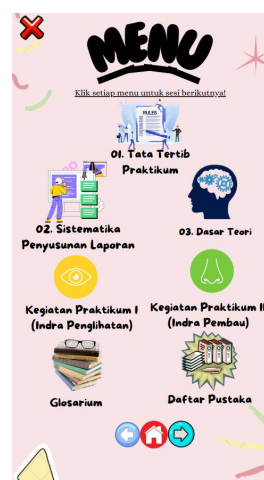 MENU
Klik setiap menu untuk sesi berikutnya!
RULES
01. Tata Tertib
Praktikum
02. Sistematika
Penyusunan Laporan
03. Dasar Teori
Kegiatan Praktikum I
(Indra Penglihatan)
Kegiatan Praktikum II
(Indra Pembau)
Glosarium
Daftar Pustaka